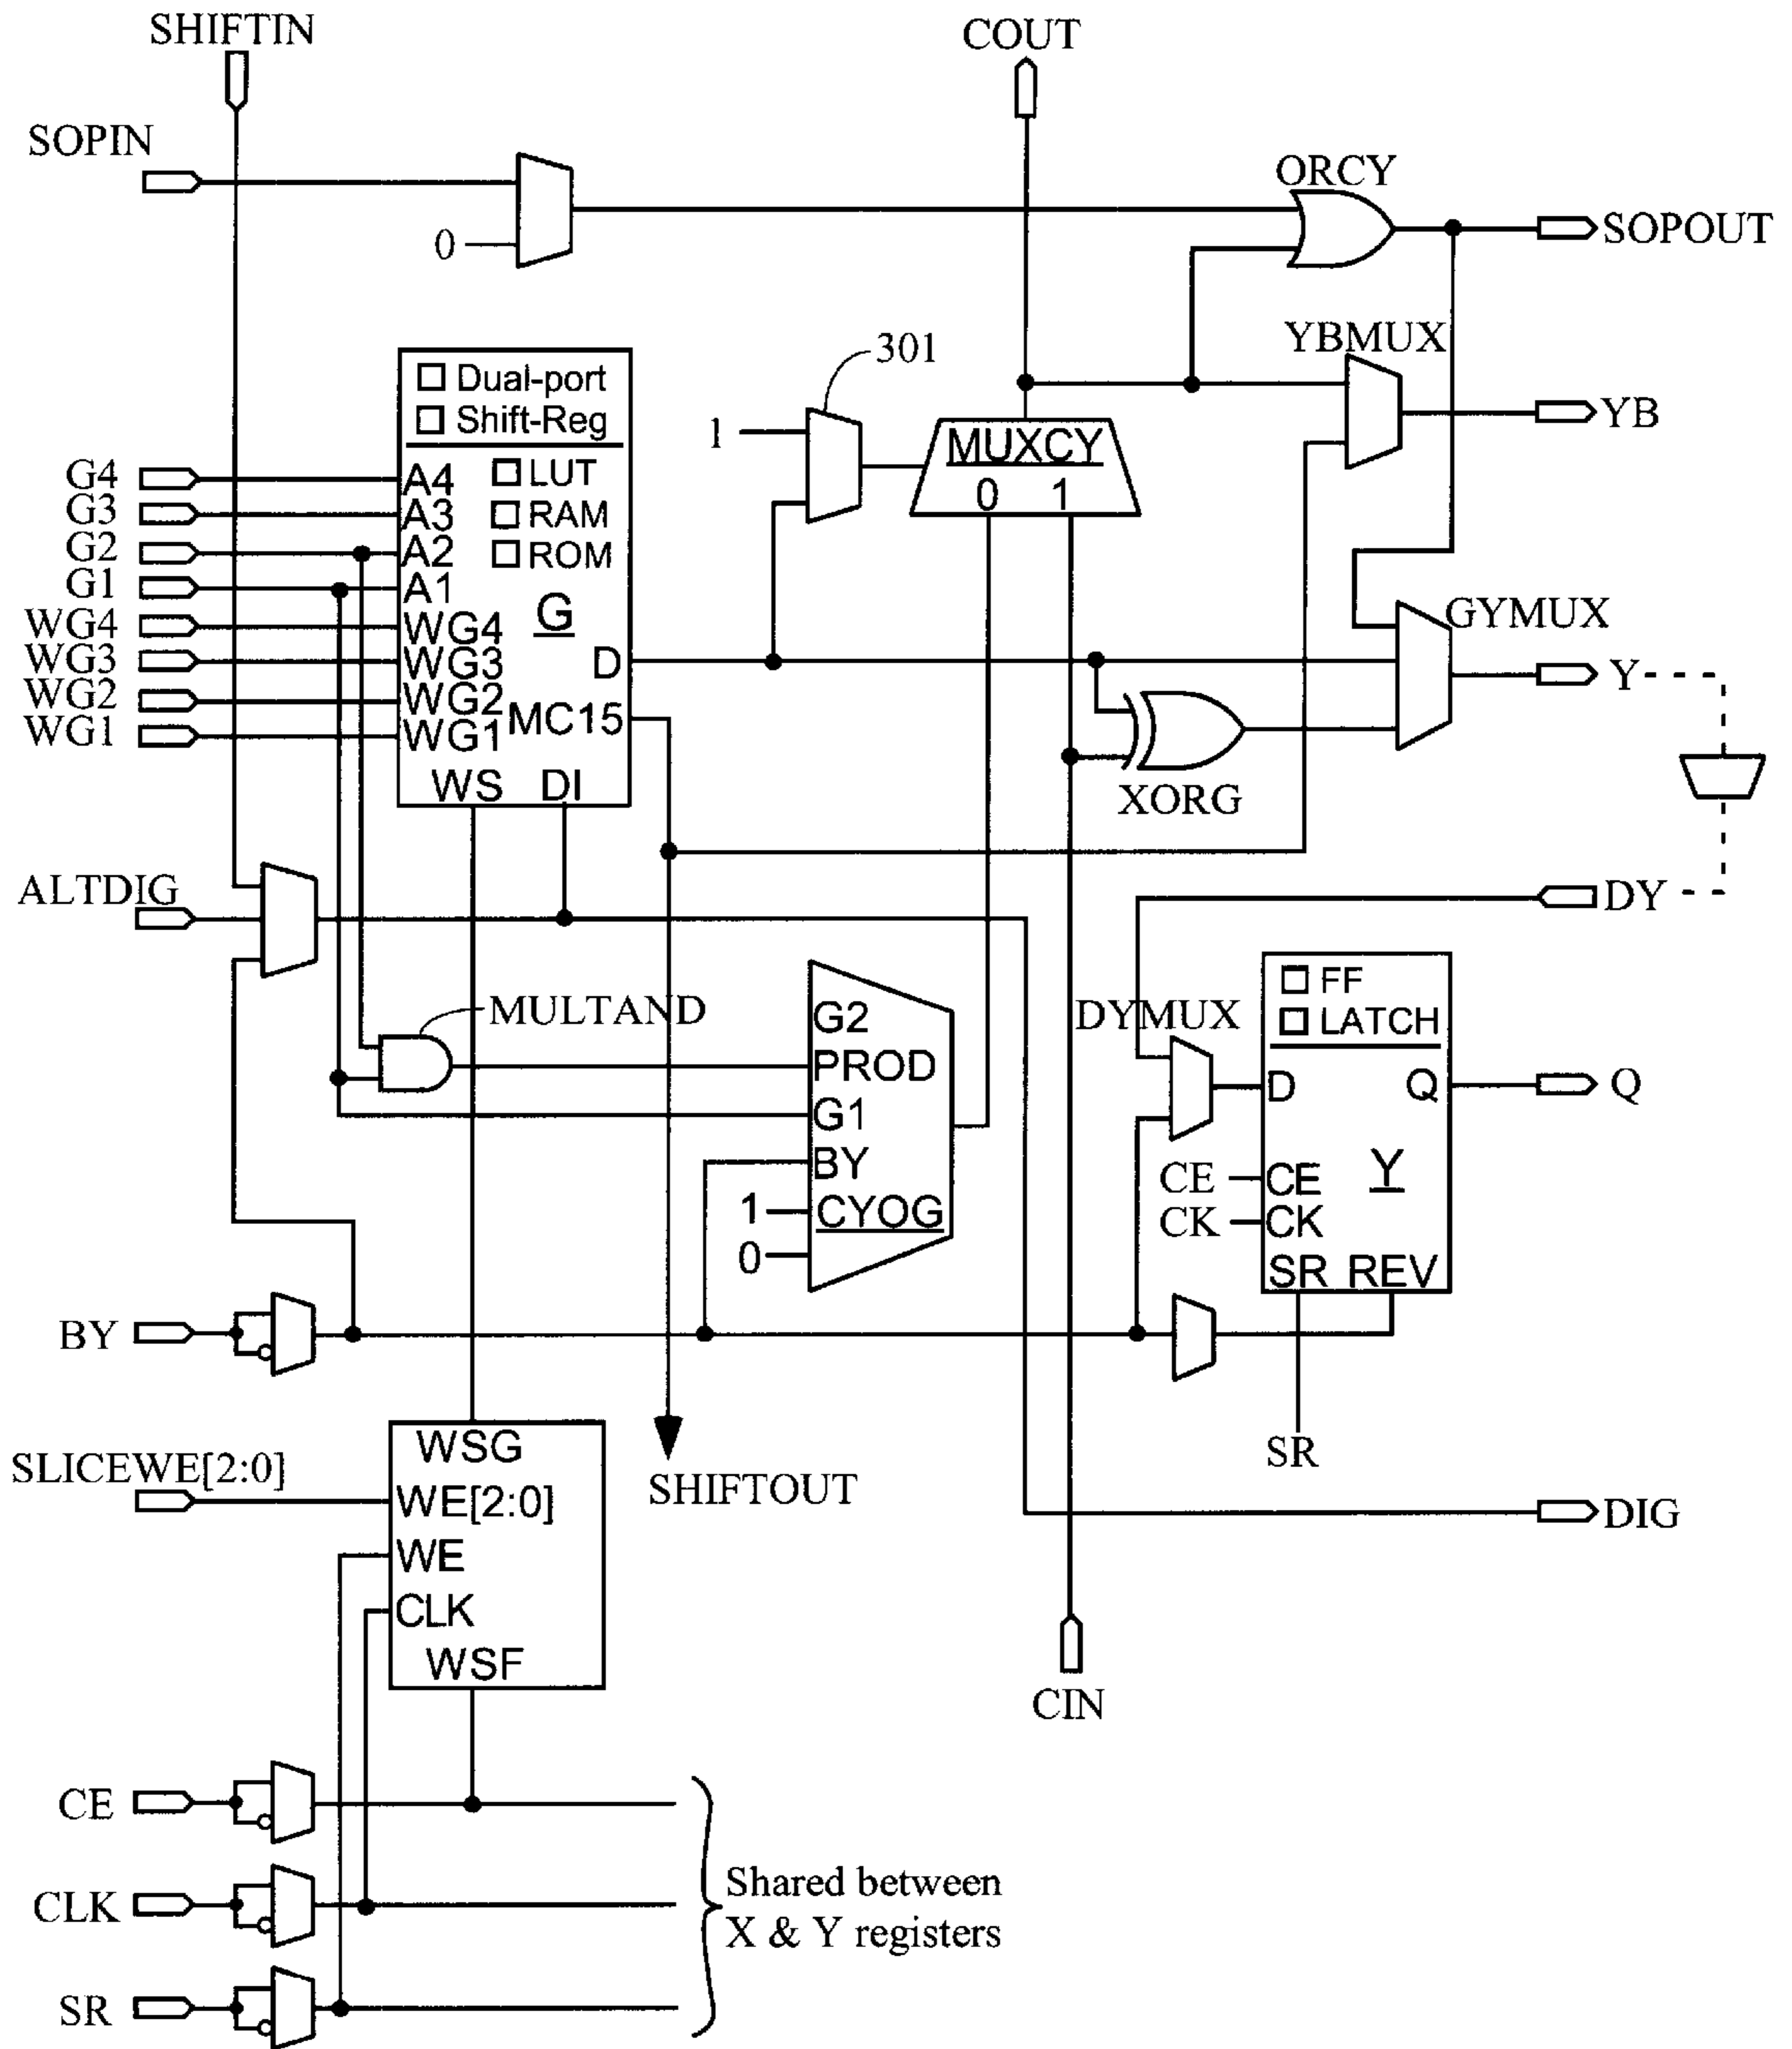 SHIFTIN
COUT
SOPIN
ORCY
0
SOPOUT
301
YBMUX
Dual-port
Shift-Reg
1
YB
MUXCY
0 1
G4
A4
LUT
G3
A3
RAM
G2
A2
ROM
G1
A1
WG4
WG4
G
GYMUX
WG3
WG3
D
Y
WG2
WG2
MC15
WG1
WG1
WS
DI
XORG
ALTDIG
DY
FF
LATCH
MULTAND
G2
DYMUX
PROD
D
Q
Q
G1
BY
CE
CE
Y
1
CYOG
CK
CK
0
SR REV
BY
WSG
SR
SLICEWE[2:0]
WE[2:0]
SHIFTOUT
DIG
WE
CLK
WSF
CIN
CE
Shared between
X & Y registers
CLK
SR